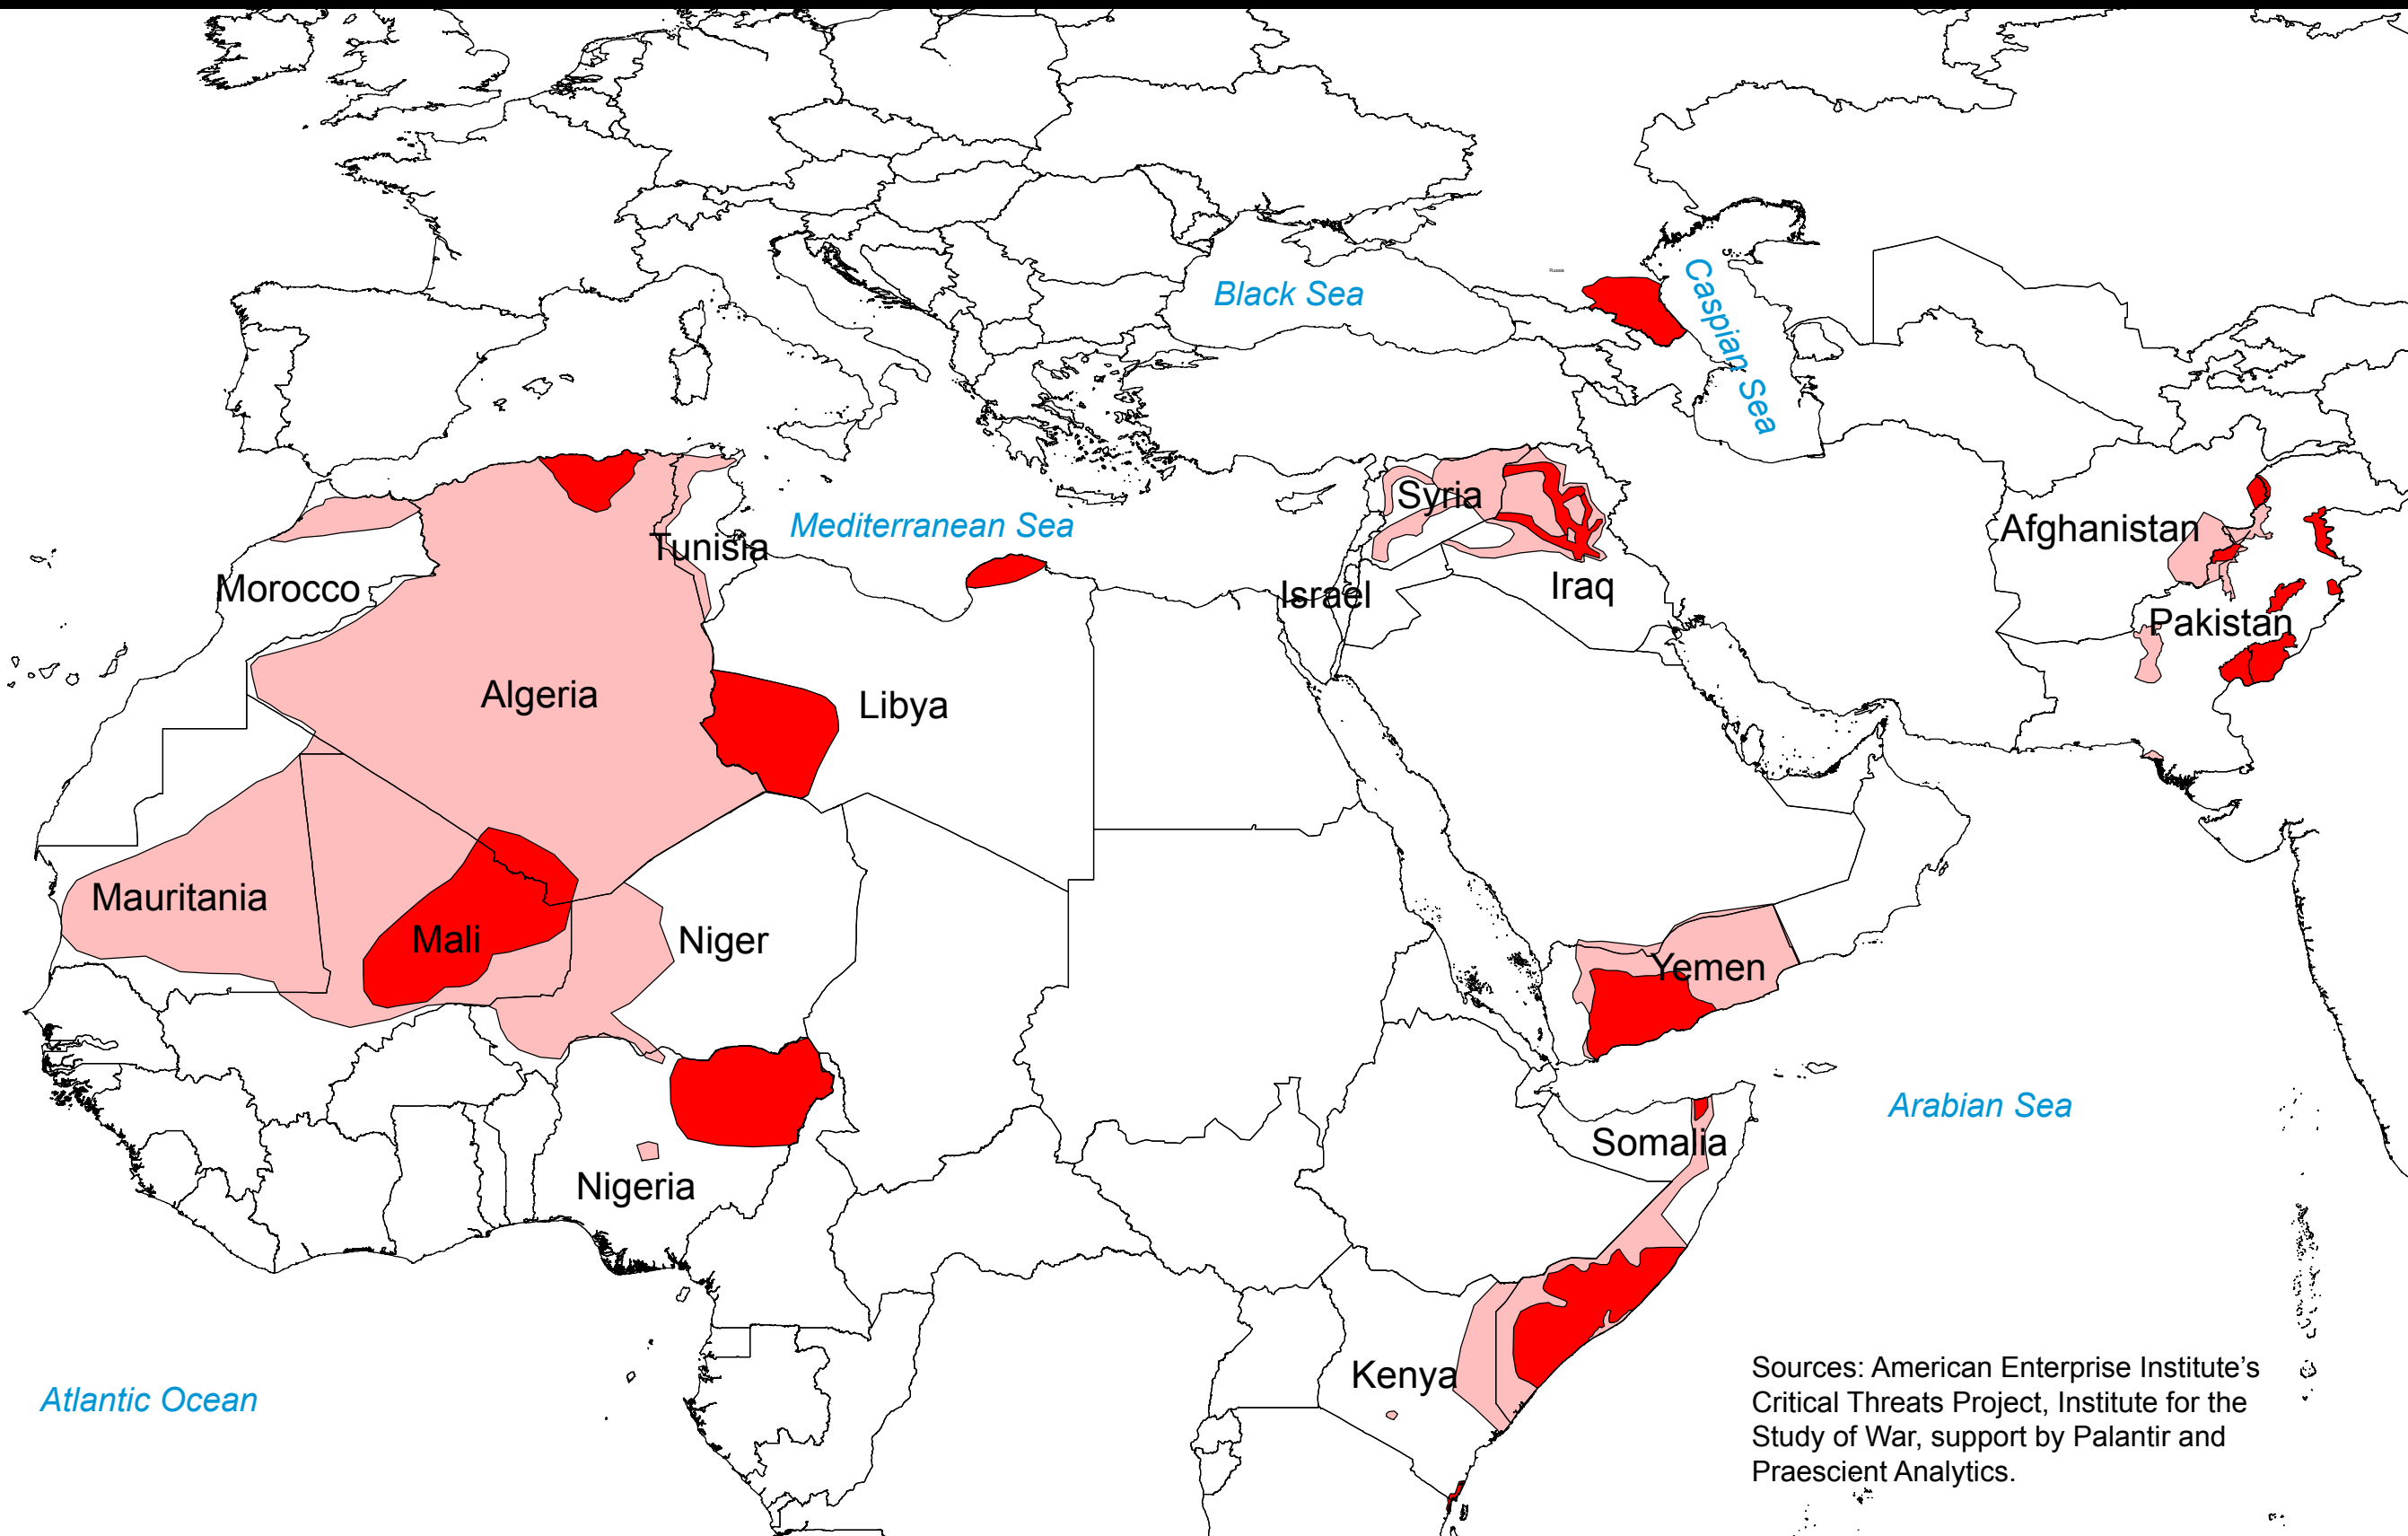 Russia
Black Sea
Caspian Sea
Syria
Mediterranean Sea
Afghanistan
Tunisia
Morocco
Israel
Iraq
Pakistan
Algeria
Libya
Mauritania
Mali
Niger
Yemen
Arabian Sea
Somalia
Nigeria
Kenya
Atlantic Ocean
Sources: American Enterprise Institute’s
Critical Threats Project, Institute for the
Study of War, support by Palantir and
Praescient Analytics.